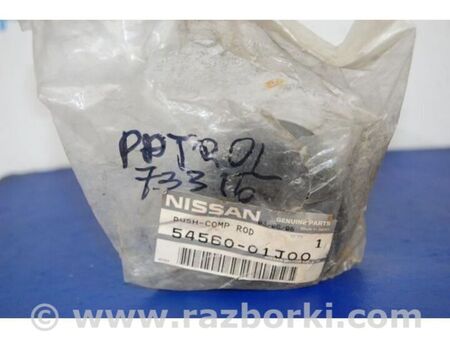 PATROL
73316
NISSAN
GENUINE PARTS
BUSH-COMP ROD
1
54560-01J00
www.razborki.com